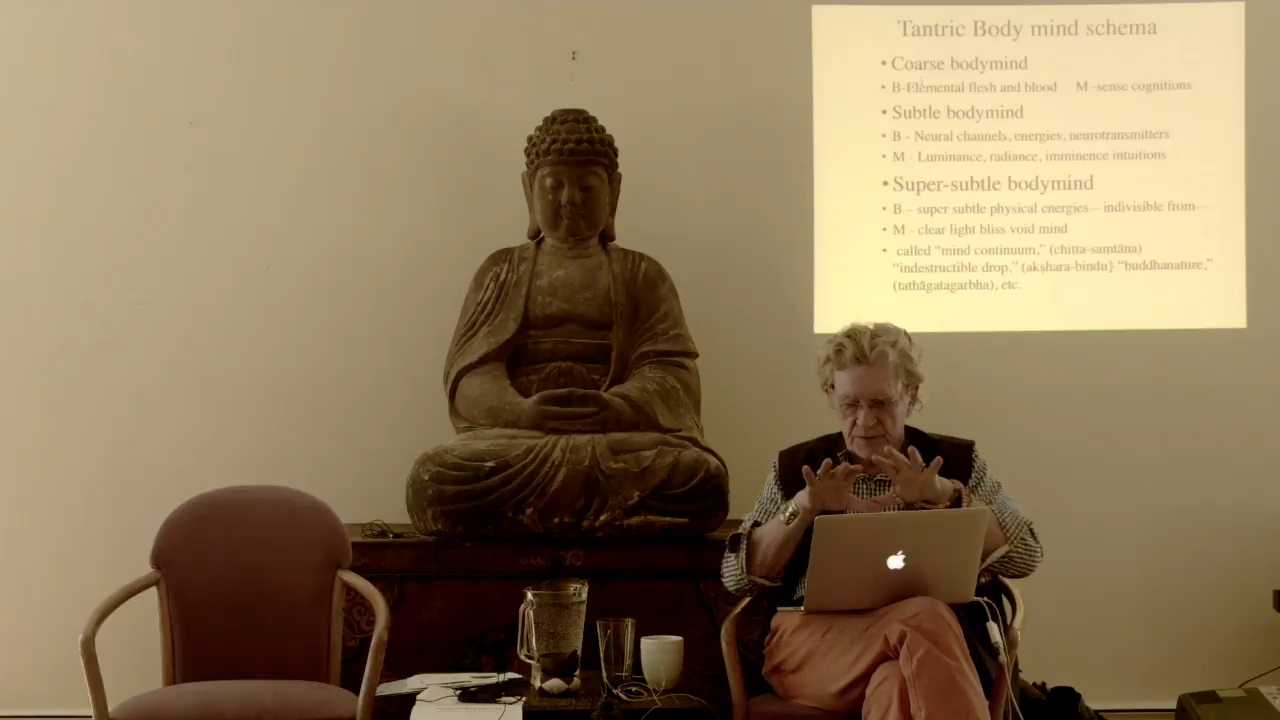 Tantric Body mind schema
• Coarse bodymind
• B-Elemental flesh and blood M -sense cognitions
• Subtle bodymind
• B - Neural channels, energies, neurotransmitters
• M - Luminance, radiance, imminence intuitions
• Super-subtle bodymind
• B – super subtle physical energies—indivisible from—
• M - clear light bliss void mind
• called “mind continuum,” (chitta-saṃtāna)
“indestructible drop,” (akṣhara-bindu} “buddhanature,”
(tathāgatagarbha), etc.